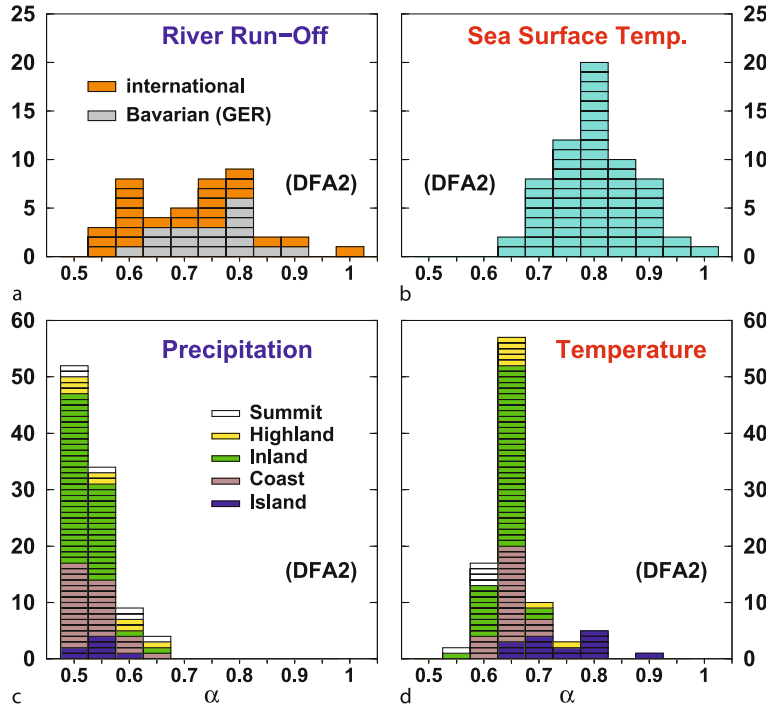 River Run−Off
25
20
15
10
5
0
international
Bavarian (GER)
(DFA2)
0.5 0.6 0.7 0.8 0.9 1
a
Sea Surface Temp.
25
20
15
10
5
0
(DFA2)
0.5 0.6 0.7 0.8 0.9 1
b
Precipitation
60
50
40
30
20
10
0
Summit
Highland
Inland
Coast
Island
(DFA2)
0.5 0.6 0.7 0.8 0.9 1
c
α
Temperature
60
50
40
30
20
10
0
(DFA2)
0.5 0.6 0.7 0.8 0.9 1
d
α